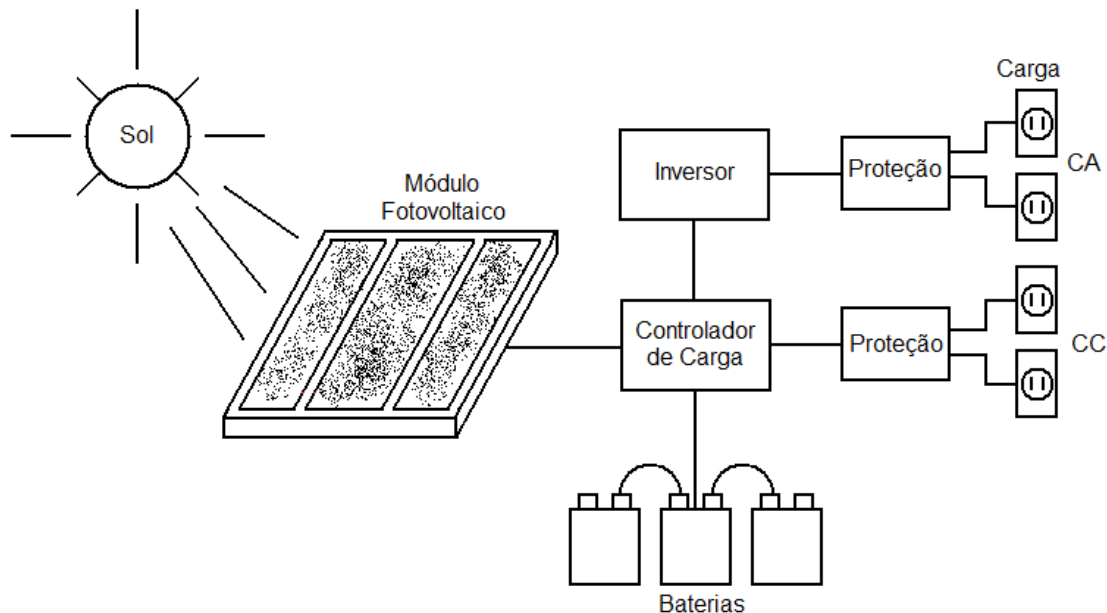 Sol
Módulo
Fotovoltaico
Inversor
Proteção
Carga
CA
Controlador
de Carga
Proteção
CC
Baterias